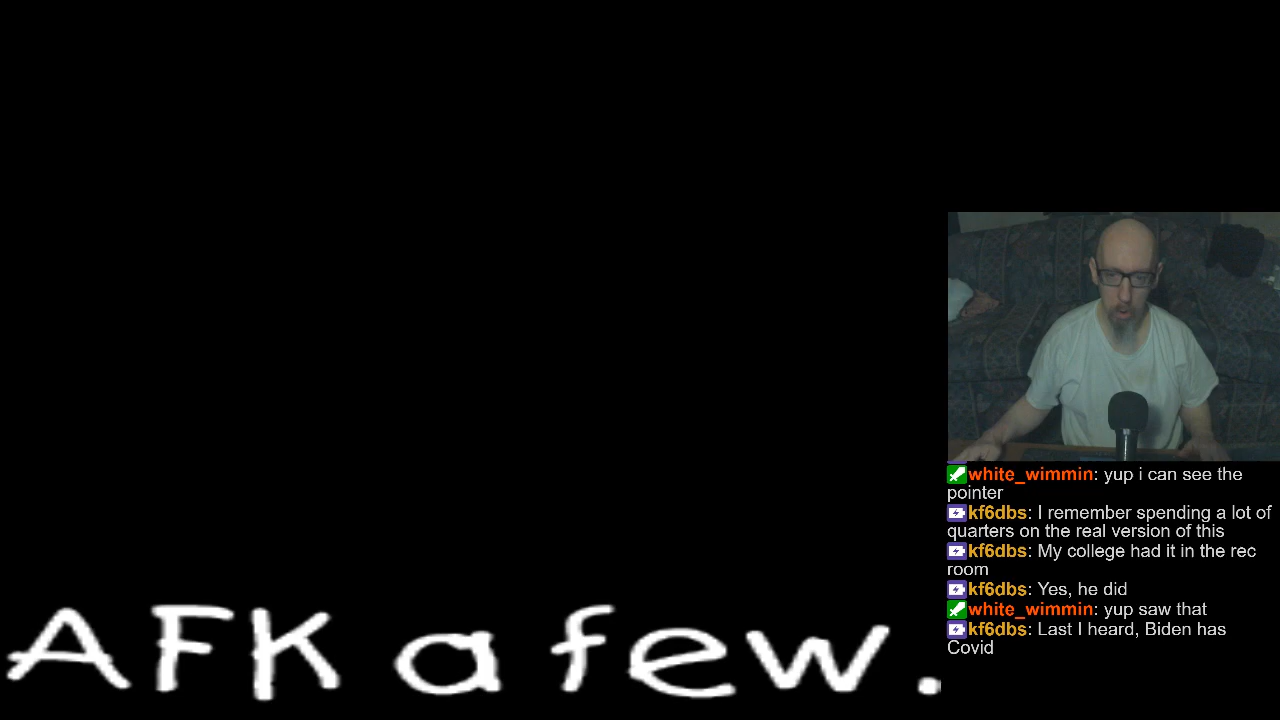 white_wimmin: yup i can see the
pointer
kf6dbs: I remember spending a lot of
quarters on the real version of this
kf6dbs: My college had it in the rec
room
kf6dbs: Yes, he did
white_wimmin: yup saw that
kf6dbs: Last I heard, Biden has
Covid
AFK a few.